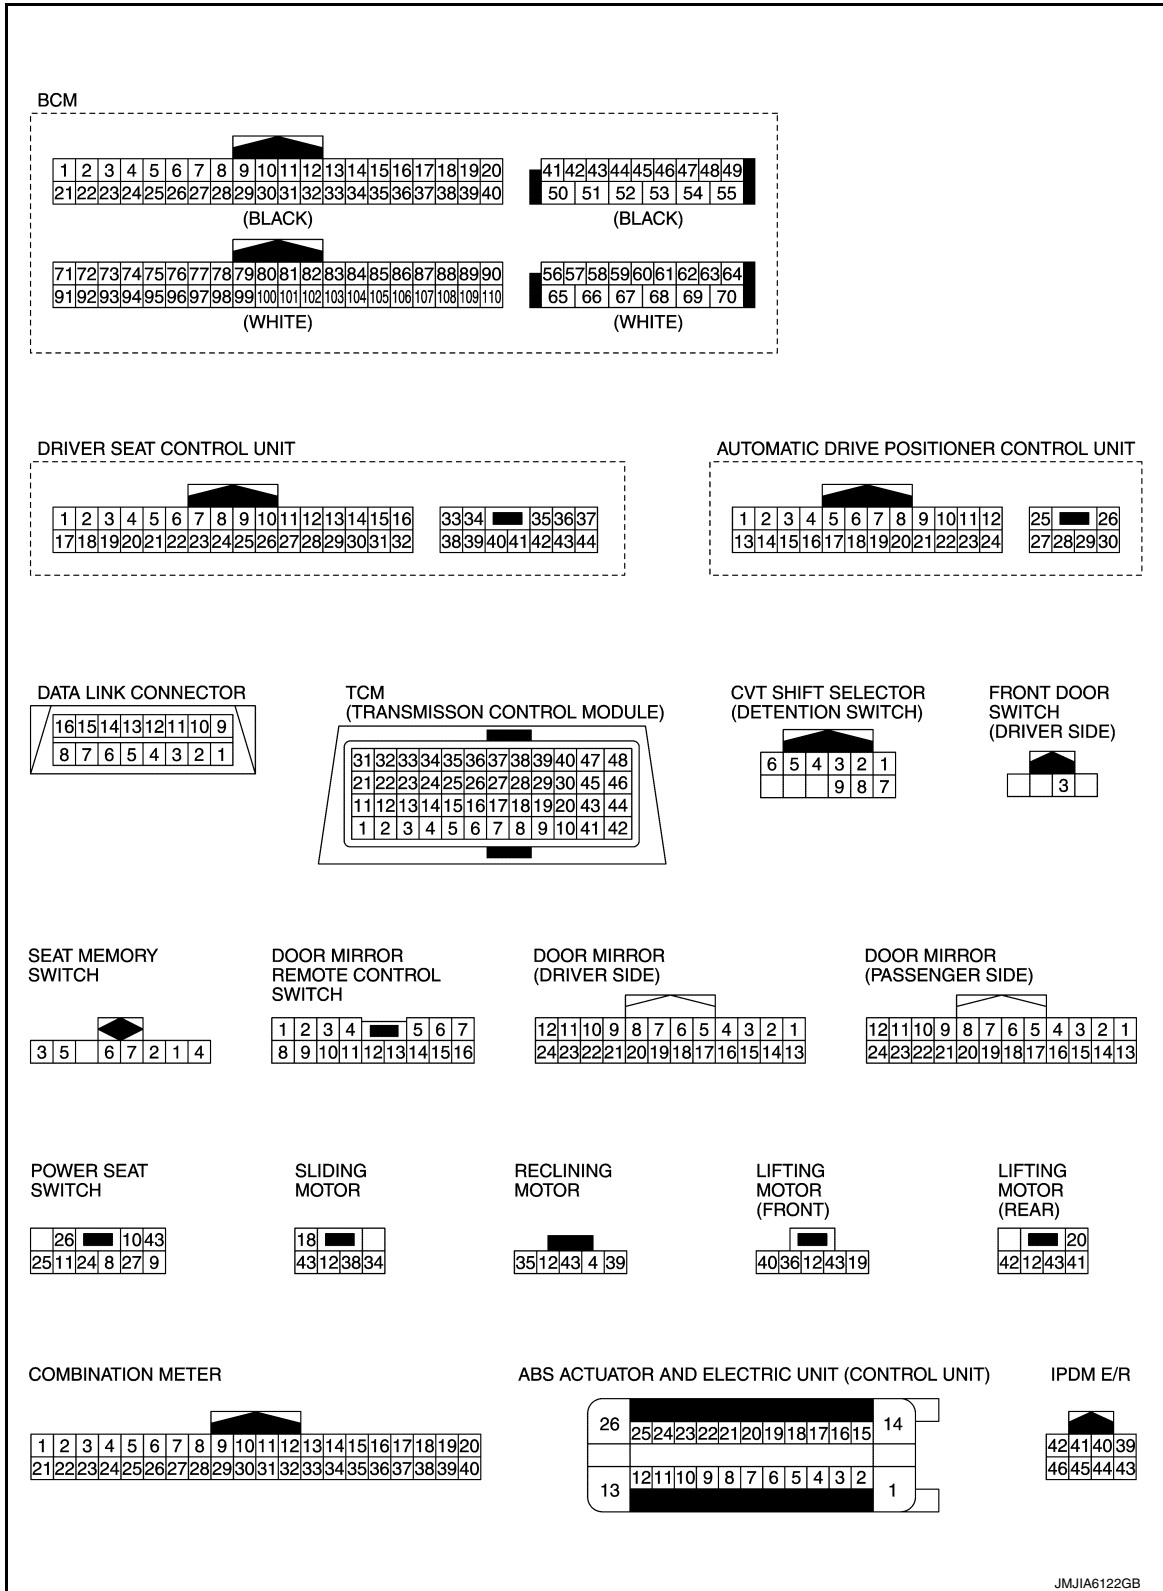 BCM
1 2 3 4 5 6 7 8 9 10 11 12 13 14 15 16 17 18 19 20
21 22 23 24 25 26 27 28 29 30 31 32 33 34 35 36 37 38 39 40
(BLACK)
41 42 43 44 45 46 47 48 49
50 51 52 53 54 55
(BLACK)
71 72 73 74 75 76 77 78 79 80 81 82 83 84 85 86 87 88 89 90
91 92 93 94 95 96 97 98 99 100 101 102 103 104 105 106 107 108 109 110
(WHITE)
56 57 58 59 60 61 62 63 64
65 66 67 68 69 70
(WHITE)
DRIVER SEAT CONTROL UNIT
1 2 3 4 5 6 7 8 9 10 11 12 13 14 15 16
17 18 19 20 21 22 23 24 25 26 27 28 29 30 31 32
33 34 35 36 37
38 39 40 41 42 43 44
AUTOMATIC DRIVE POSITIONER CONTROL UNIT
1 2 3 4 5 6 7 8 9 10 11 12
13 14 15 16 17 18 19 20 21 22 23 24
25 26
27 28 29 30
DATA LINK CONNECTOR
16 15 14 13 12 11 10 9
8 7 6 5 4 3 2 1
TCM
(TRANSMISSON CONTROL MODULE)
31 32 33 34 35 36 37 38 39 40 47 48
21 22 23 24 25 26 27 28 29 30 45 46
11 12 13 14 15 16 17 18 19 20 43 44
1 2 3 4 5 6 7 8 9 10 41 42
CVT SHIFT SELECTOR
(DETENTION SWITCH)
6 5 4 3 2 1
9 8 7
FRONT DOOR
SWITCH
(DRIVER SIDE)
3
SEAT MEMORY
SWITCH
3 5 6 7 2 1 4
DOOR MIRROR
REMOTE CONTROL
SWITCH
1 2 3 4 5 6 7
8 9 10 11 12 13 14 15 16
DOOR MIRROR
(DRIVER SIDE)
12 11 10 9 8 7 6 5 4 3 2 1
24 23 22 21 20 19 18 17 16 15 14 13
DOOR MIRROR
(PASSENGER SIDE)
12 11 10 9 8 7 6 5 4 3 2 1
24 23 22 21 20 19 18 17 16 15 14 13
POWER SEAT
SWITCH
26 10 43
25 11 24 8 27 9
SLIDING
MOTOR
18
43 12 38 34
RECLINING
MOTOR
35 12 43 4 39
LIFTING
MOTOR
(FRONT)
40 36 12 43 19
LIFTING
MOTOR
(REAR)
20
42 12 43 41
COMBINATION METER
1 2 3 4 5 6 7 8 9 10 11 12 13 14 15 16 17 18 19 20
21 22 23 24 25 26 27 28 29 30 31 32 33 34 35 36 37 38 39 40
ABS ACTUATOR AND ELECTRIC UNIT (CONTROL UNIT)
26 25 24 23 22 21 20 19 18 17 16 15 14
13 12 11 10 9 8 7 6 5 4 3 2 1
IPDM E/R
42 41 40 39
46 45 44 43
JMJIA6122GB